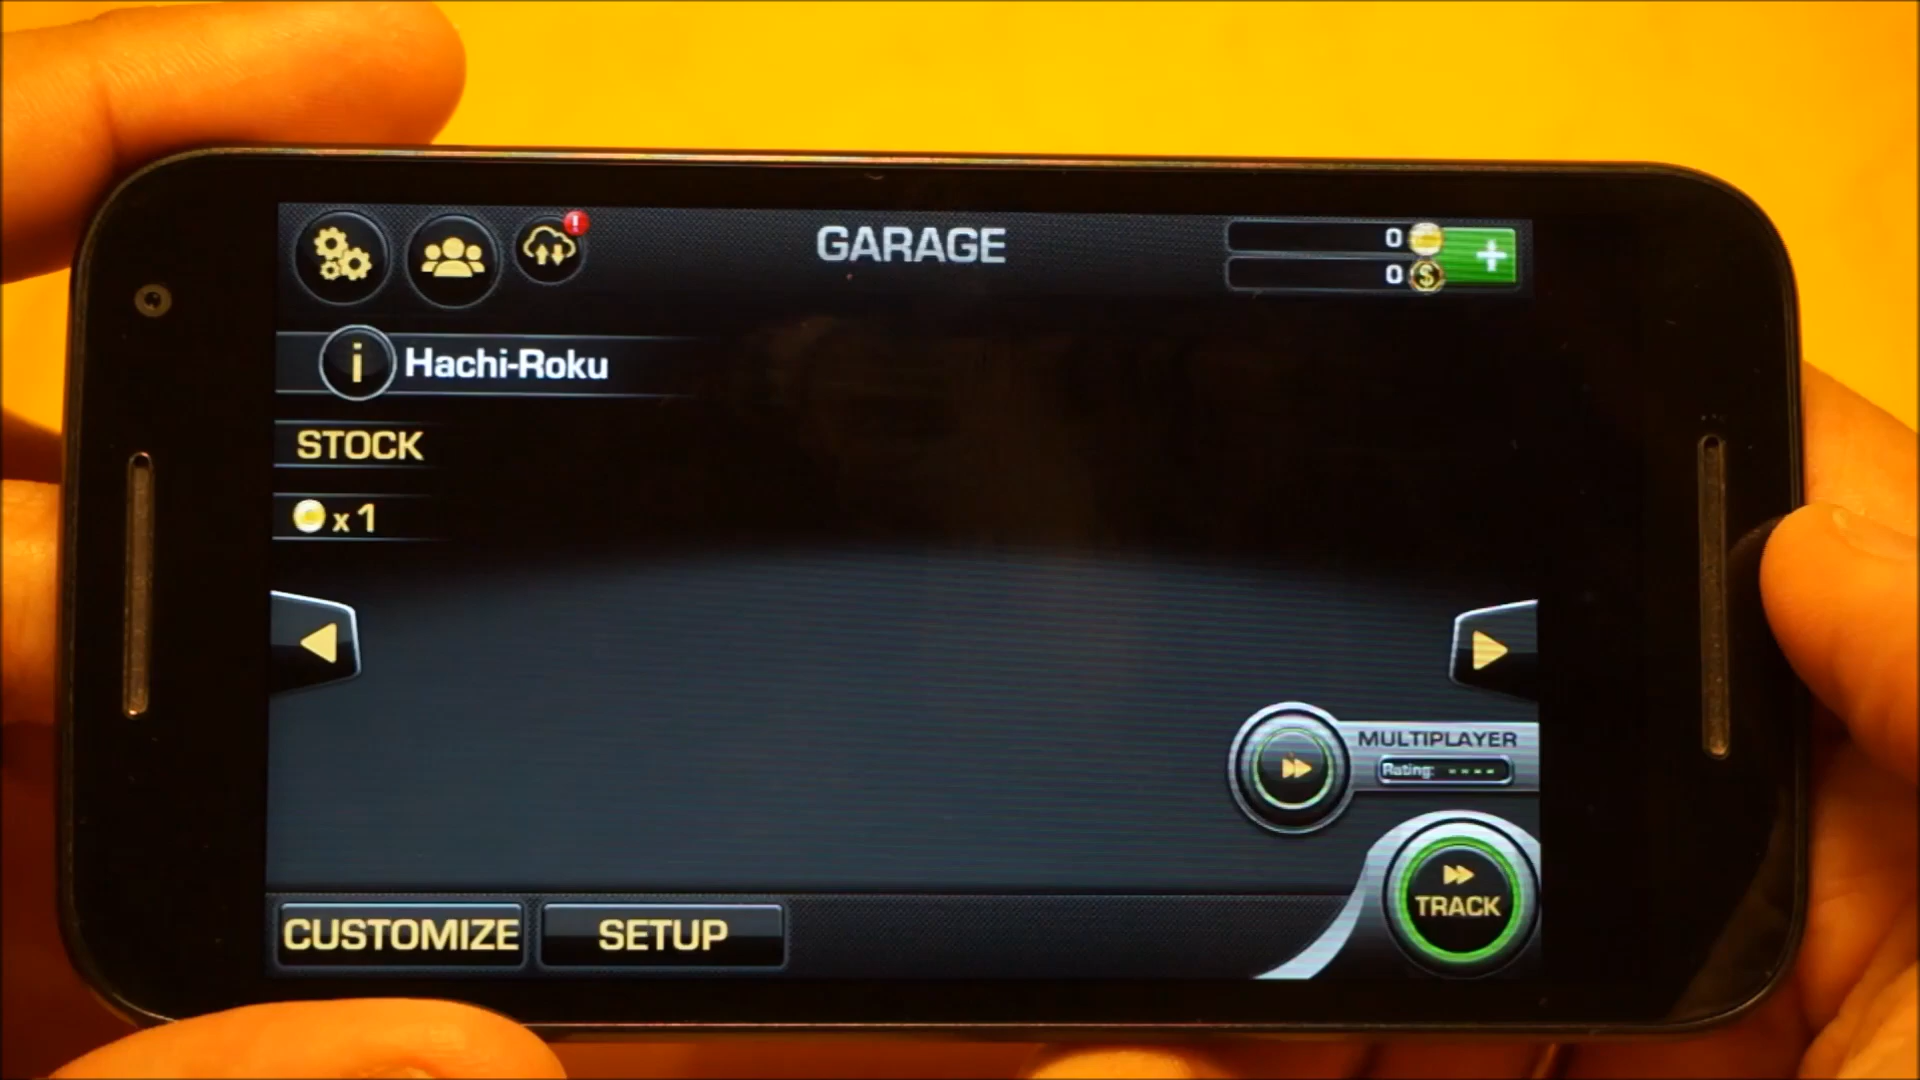 GARAGE
0
0
Hachi-Roku
STOCK
x 1
MULTIPLAYER
Rating: ----
TRACK
CUSTOMIZE
SETUP